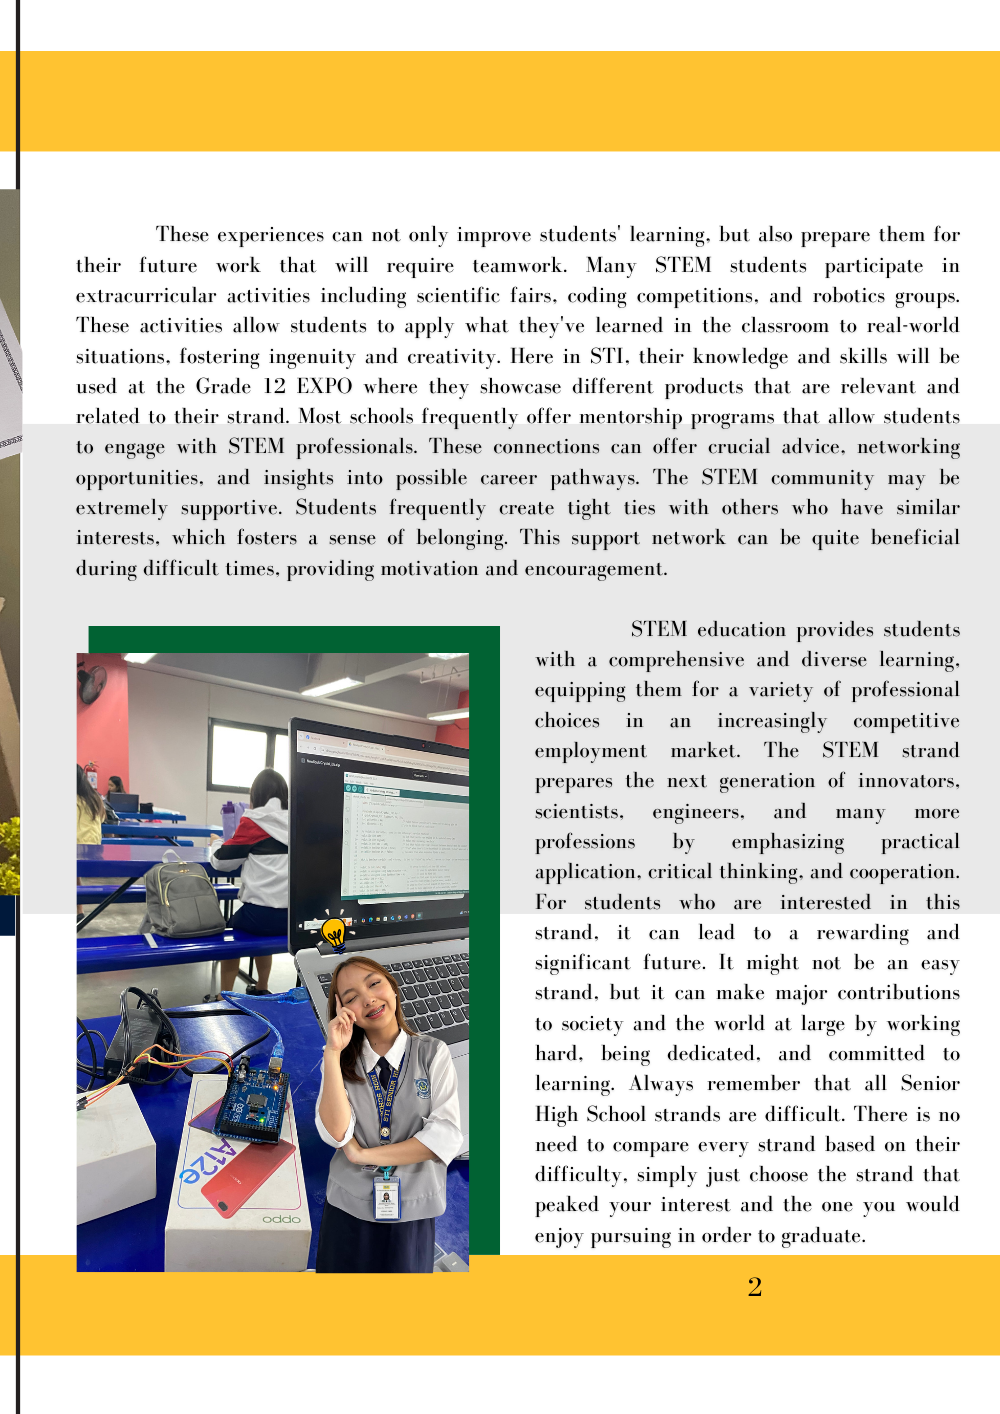 These experiences can not only improve students' learning, but also prepare them for
their future work that will require teamwork. Many STEM students participate in
extracurricular activities including scientific fairs, coding competitions, and robotics groups.
These activities allow students to apply what they've learned in the classroom to real-world
situations, fostering ingenuity and creativity. Here in STI, their knowledge and skills will be
used at the Grade 12 EXPO where they showcase different products that are relevant and
related to their strand. Most schools frequently offer mentorship programs that allow students
to engage with STEM professionals. These connections can offer crucial advice, networking
opportunities, and insights into possible career pathways. The STEM community may be
extremely supportive. Students frequently create tight ties with others who have similar
interests, which fosters a sense of belonging. This support network can be quite beneficial
during difficult times, providing motivation and encouragement.
STEM education provides students
with a comprehensive and diverse learning,
equipping them for a variety of professional
choices in an increasingly competitive
employment market. The STEM strand
prepares the next generation of innovators,
scientists, engineers, and many more
professions by emphasizing practical
application, critical thinking, and cooperation.
For students who are interested in this
strand, it can lead to a rewarding and
significant future. It might not be an easy
strand, but it can make major contributions
to society and the world at large by working
hard, being dedicated, and committed to
learning. Always remember that all Senior
High School strands are difficult. There is no
need to compare every strand based on their
difficulty, simply just choose the strand that
peaked your interest and the one you would
enjoy pursuing in order to graduate.
A12e
oddo
STI SENIOR HIGH
2